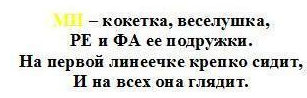 МИ – кокетка, веселушка,
РЕ и ФА ее подружки.
На первой линеечке крепко сидит,
И на всех она глядит.